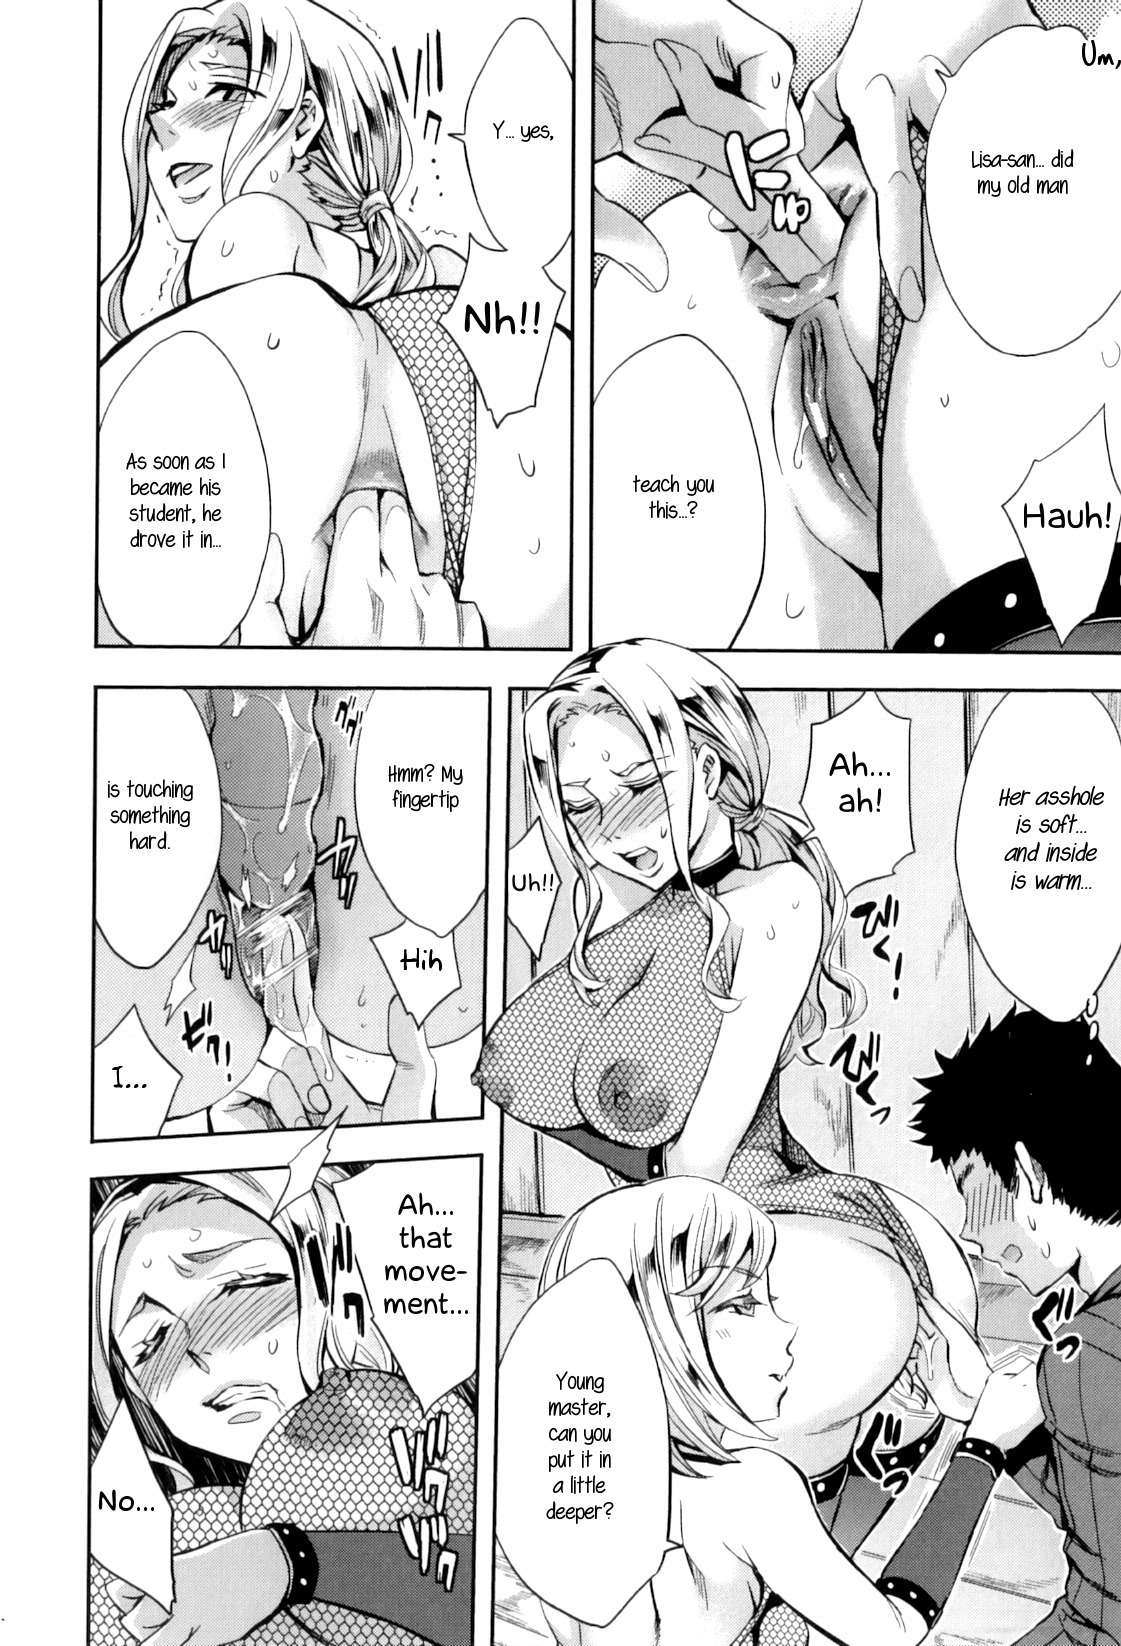 Um,
Lisa-san... did
my old man
teach you
this...?
Hauh!
Y... yes,
Nh!!
As soon as I
became his
student, he
drove it in...
Her asshole
is soft...
and inside
is warm...
Ah...
ah!
Uh!!
Young
master,
can you
put it in
a little
deeper?
Hmm? My
fingertip
is touching
something
hard.
Hih
I...
Ah...
that
move-
ment...
No...